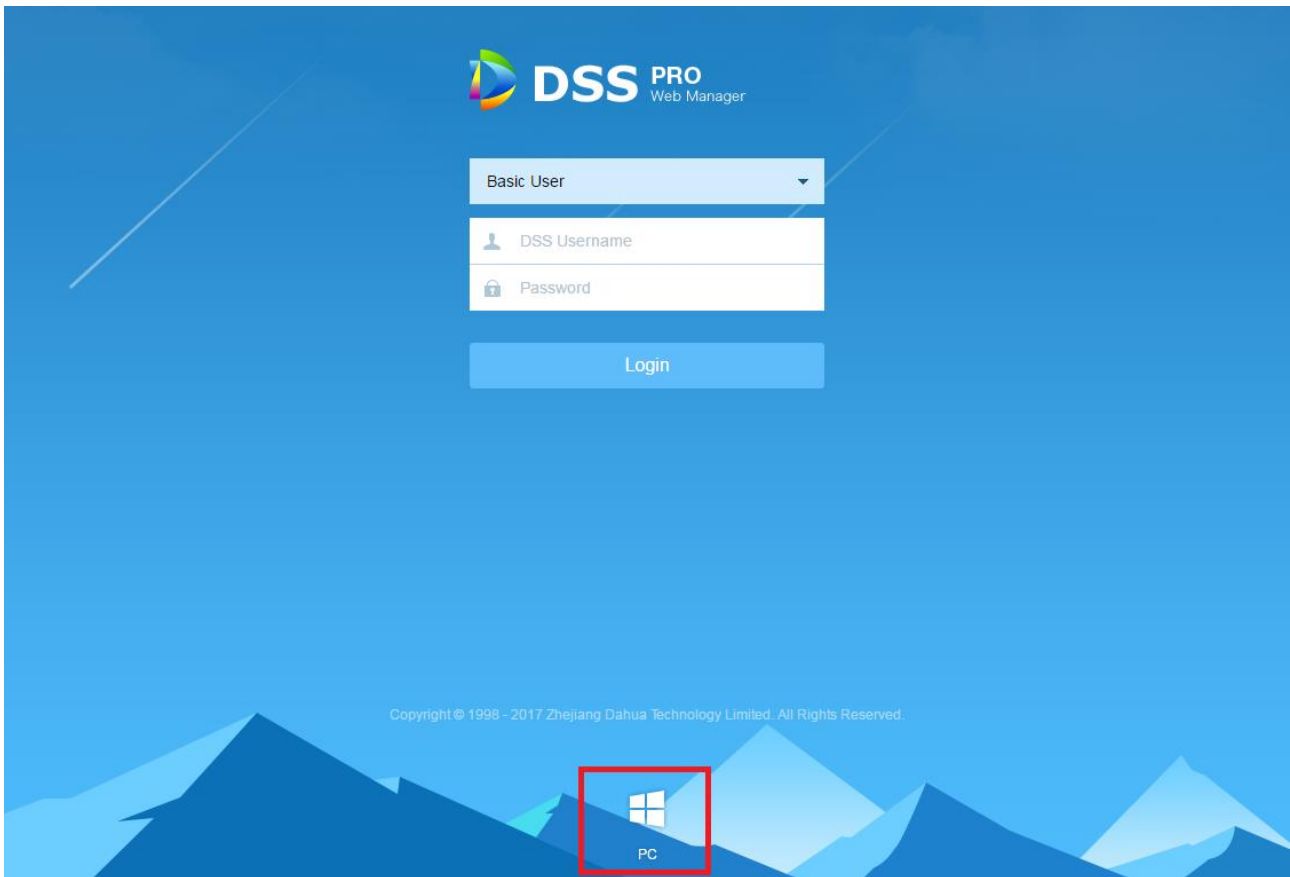 DSS PRO
Web Manager
Basic User
DSS Username
Password
Login
Copyright © 1998 - 2017 Zhejiang Dahua Technology Limited. All Rights Reserved.
PC